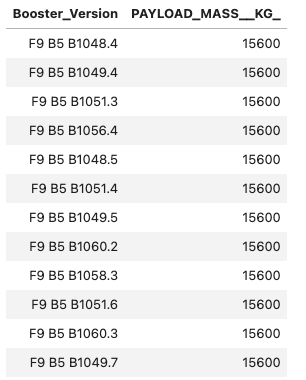 Booster_Version PAYLOAD_MASS__KG_
F9 B5 B1048.4 15600
F9 B5 B1049.4 15600
F9 B5 B1051.3 15600
F9 B5 B1056.4 15600
F9 B5 B1048.5 15600
F9 B5 B1051.4 15600
F9 B5 B1049.5 15600
F9 B5 B1060.2 15600
F9 B5 B1058.3 15600
F9 B5 B1051.6 15600
F9 B5 B1060.3 15600
F9 B5 B1049.7 15600